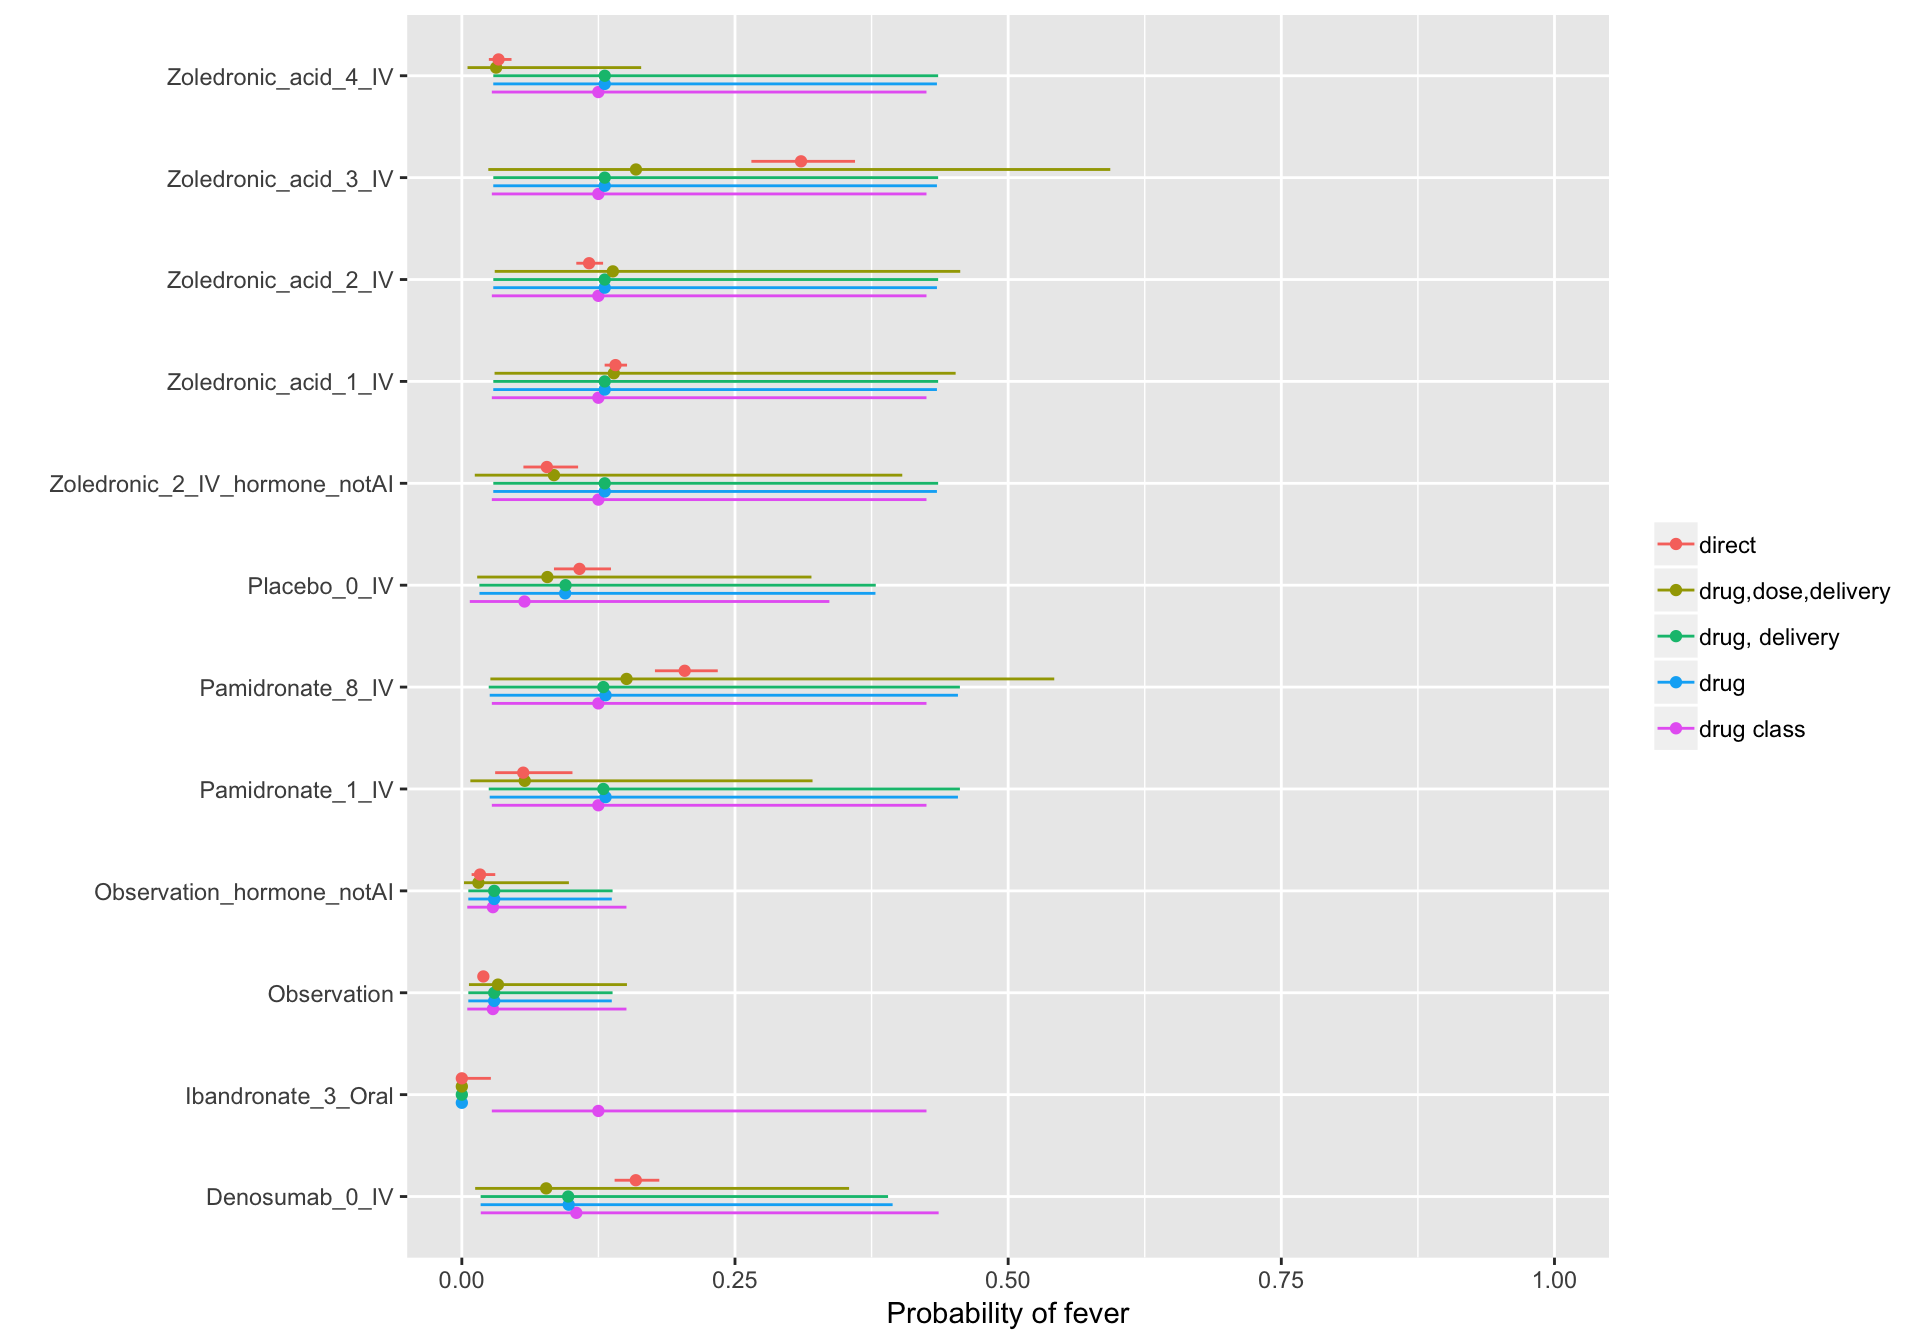 Zoledronic_acid_4_IV
Zoledronic_acid_3_IV
Zoledronic_acid_2_IV
Zoledronic_acid_1_IV
Zoledronic_2_IV_hormone_notAI
Placebo_0_IV
Pamidronate_8_IV
Pamidronate_1_IV
Observation_hormone_notAI
Observation
Ibandronate_3_Oral
Denosumab_0_IV
0.00 0.25 0.50 0.75 1.00
Probability of fever
direct
drug,dose,delivery
drug, delivery
drug
drug class